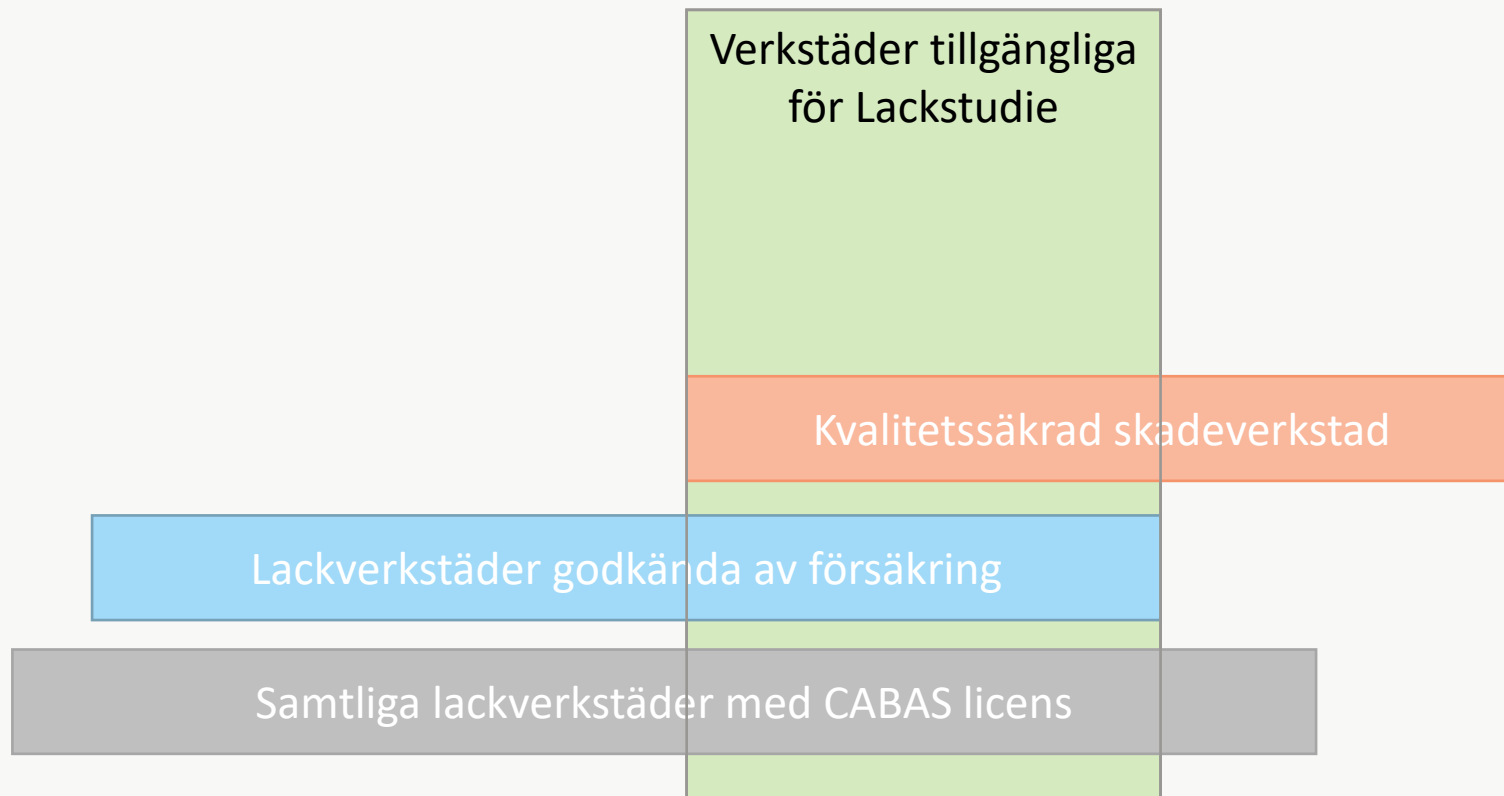 Verkstäder tillgängliga
för Lackstudie
Kvalitetssäkrad skadeverkstad
Lackverkstäder godkända av försäkring
Samtliga lackverkstäder med CABAS licens